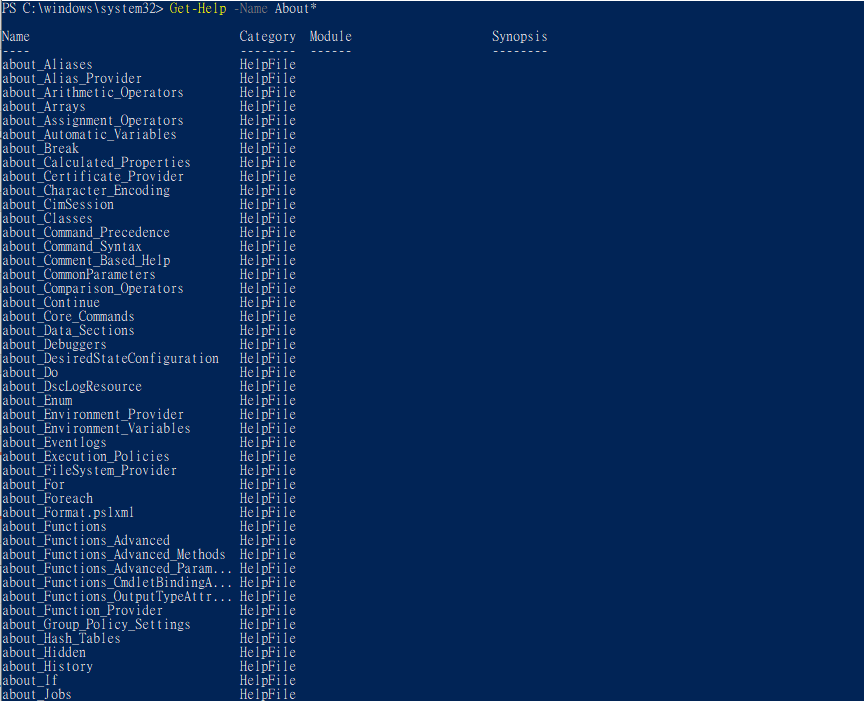 PS C:\windows\system32> Get-Help -Name About*
Name Category Module Synopsis
---- -------- ------ --------
about_Aliases HelpFile
about_Alias_Provider HelpFile
about_Arithmetic_Operators HelpFile
about_Arrays HelpFile
about_Assignment_Operators HelpFile
about_Automatic_Variables HelpFile
about_Break HelpFile
about_Calculated_Properties HelpFile
about_Certificate_Provider HelpFile
about_Character_Encoding HelpFile
about_CimSession HelpFile
about_Classes HelpFile
about_Command_Precedence HelpFile
about_Command_Syntax HelpFile
about_Comment_Based_Help HelpFile
about_CommonParameters HelpFile
about_Comparison_Operators HelpFile
about_Continue HelpFile
about_Core_Commands HelpFile
about_Data_Sections HelpFile
about_Debuggers HelpFile
about_DesiredStateConfiguration HelpFile
about_Do HelpFile
about_DscLogResource HelpFile
about_Enum HelpFile
about_Environment_Provider HelpFile
about_Environment_Variables HelpFile
about_Eventlogs HelpFile
about_Execution_Policies HelpFile
about_FileSystem_Provider HelpFile
about_For HelpFile
about_Foreach HelpFile
about_Format.ps1xml HelpFile
about_Functions HelpFile
about_Functions_Advanced HelpFile
about_Functions_Advanced_Methods HelpFile
about_Functions_Advanced_Param... HelpFile
about_Functions_CmdletBindingA... HelpFile
about_Functions_OutputTypeAttr... HelpFile
about_Function_Provider HelpFile
about_Group_Policy_Settings HelpFile
about_Hash_Tables HelpFile
about_Hidden HelpFile
about_History HelpFile
about_If HelpFile
about_Jobs HelpFile